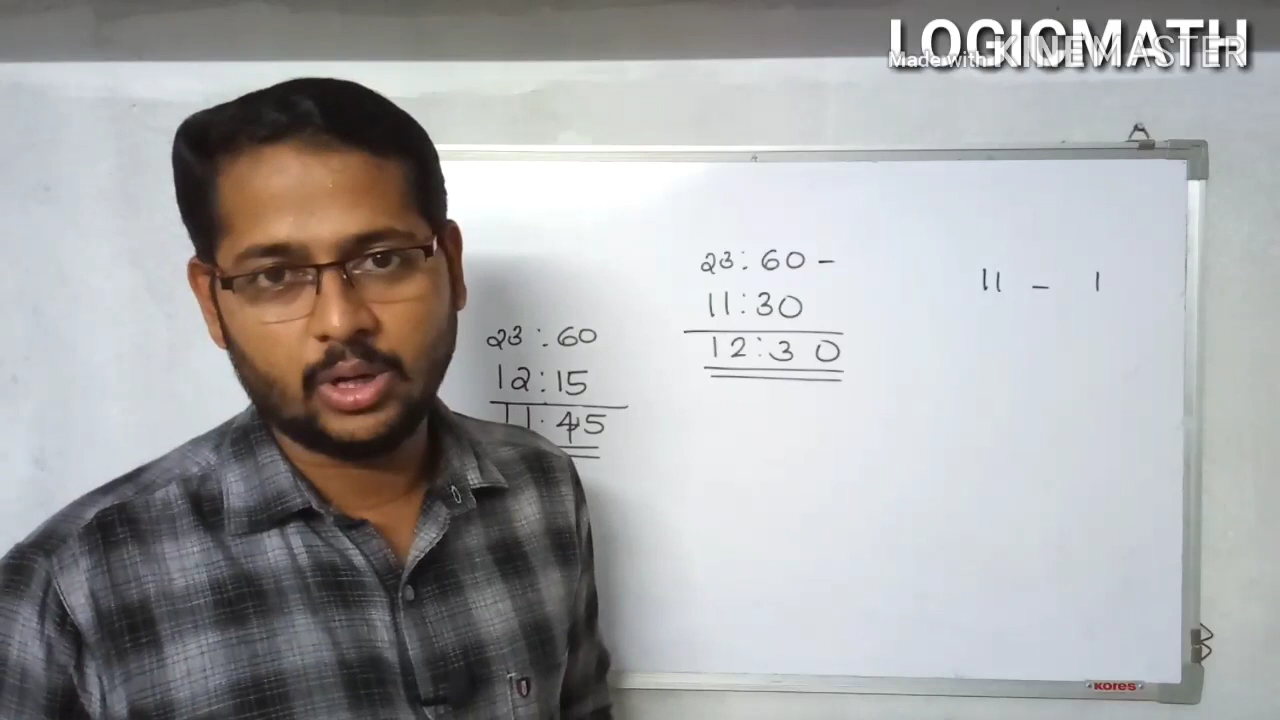 LOGICMATH
Made with KINEMASTER
23:60
12:15
11:45
23:60 -
11:30
12:30
11 - 1
KORES